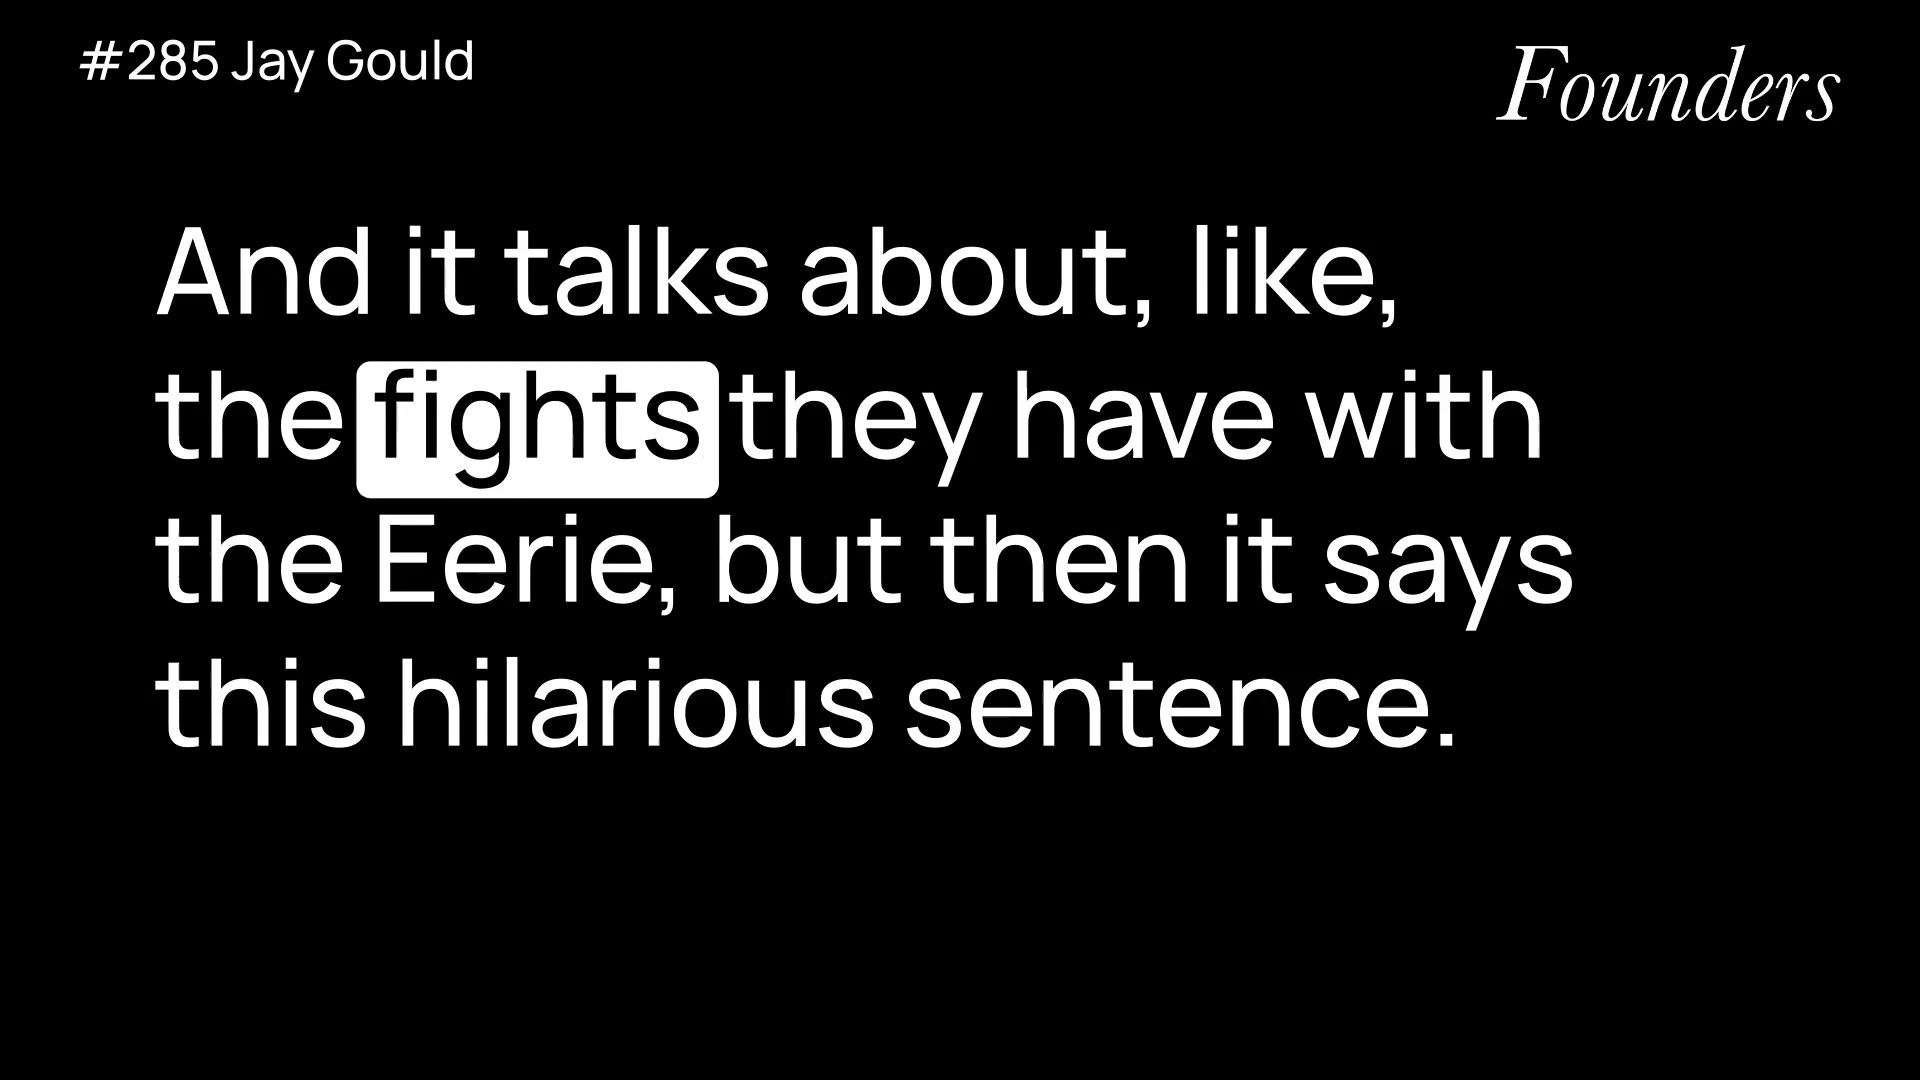 #285 Jay Gould
Founders
And it talks about, like,
the fights they have with
the Eerie, but then it says
this hilarious sentence.